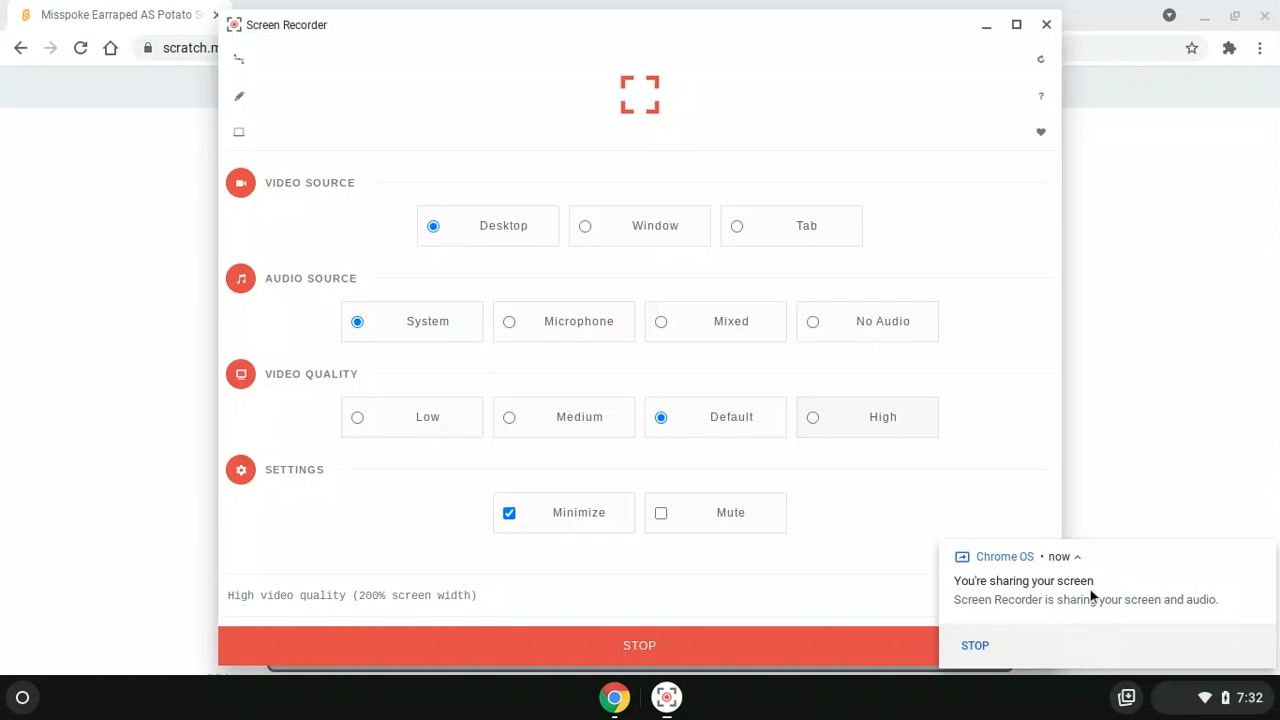 Misspoke Earraped AS Potato S
Screen Recorder
scratch.m
?
VIDEO SOURCE
Desktop
Window
Tab
AUDIO SOURCE
System
Microphone
Mixed
No Audio
VIDEO QUALITY
Low
Medium
Default
High
SETTINGS
Minimize
Mute
High video quality (200% screen width)
STOP
Chrome OS • now
You're sharing your screen
Screen Recorder is sharing your screen and audio.
STOP
7:32